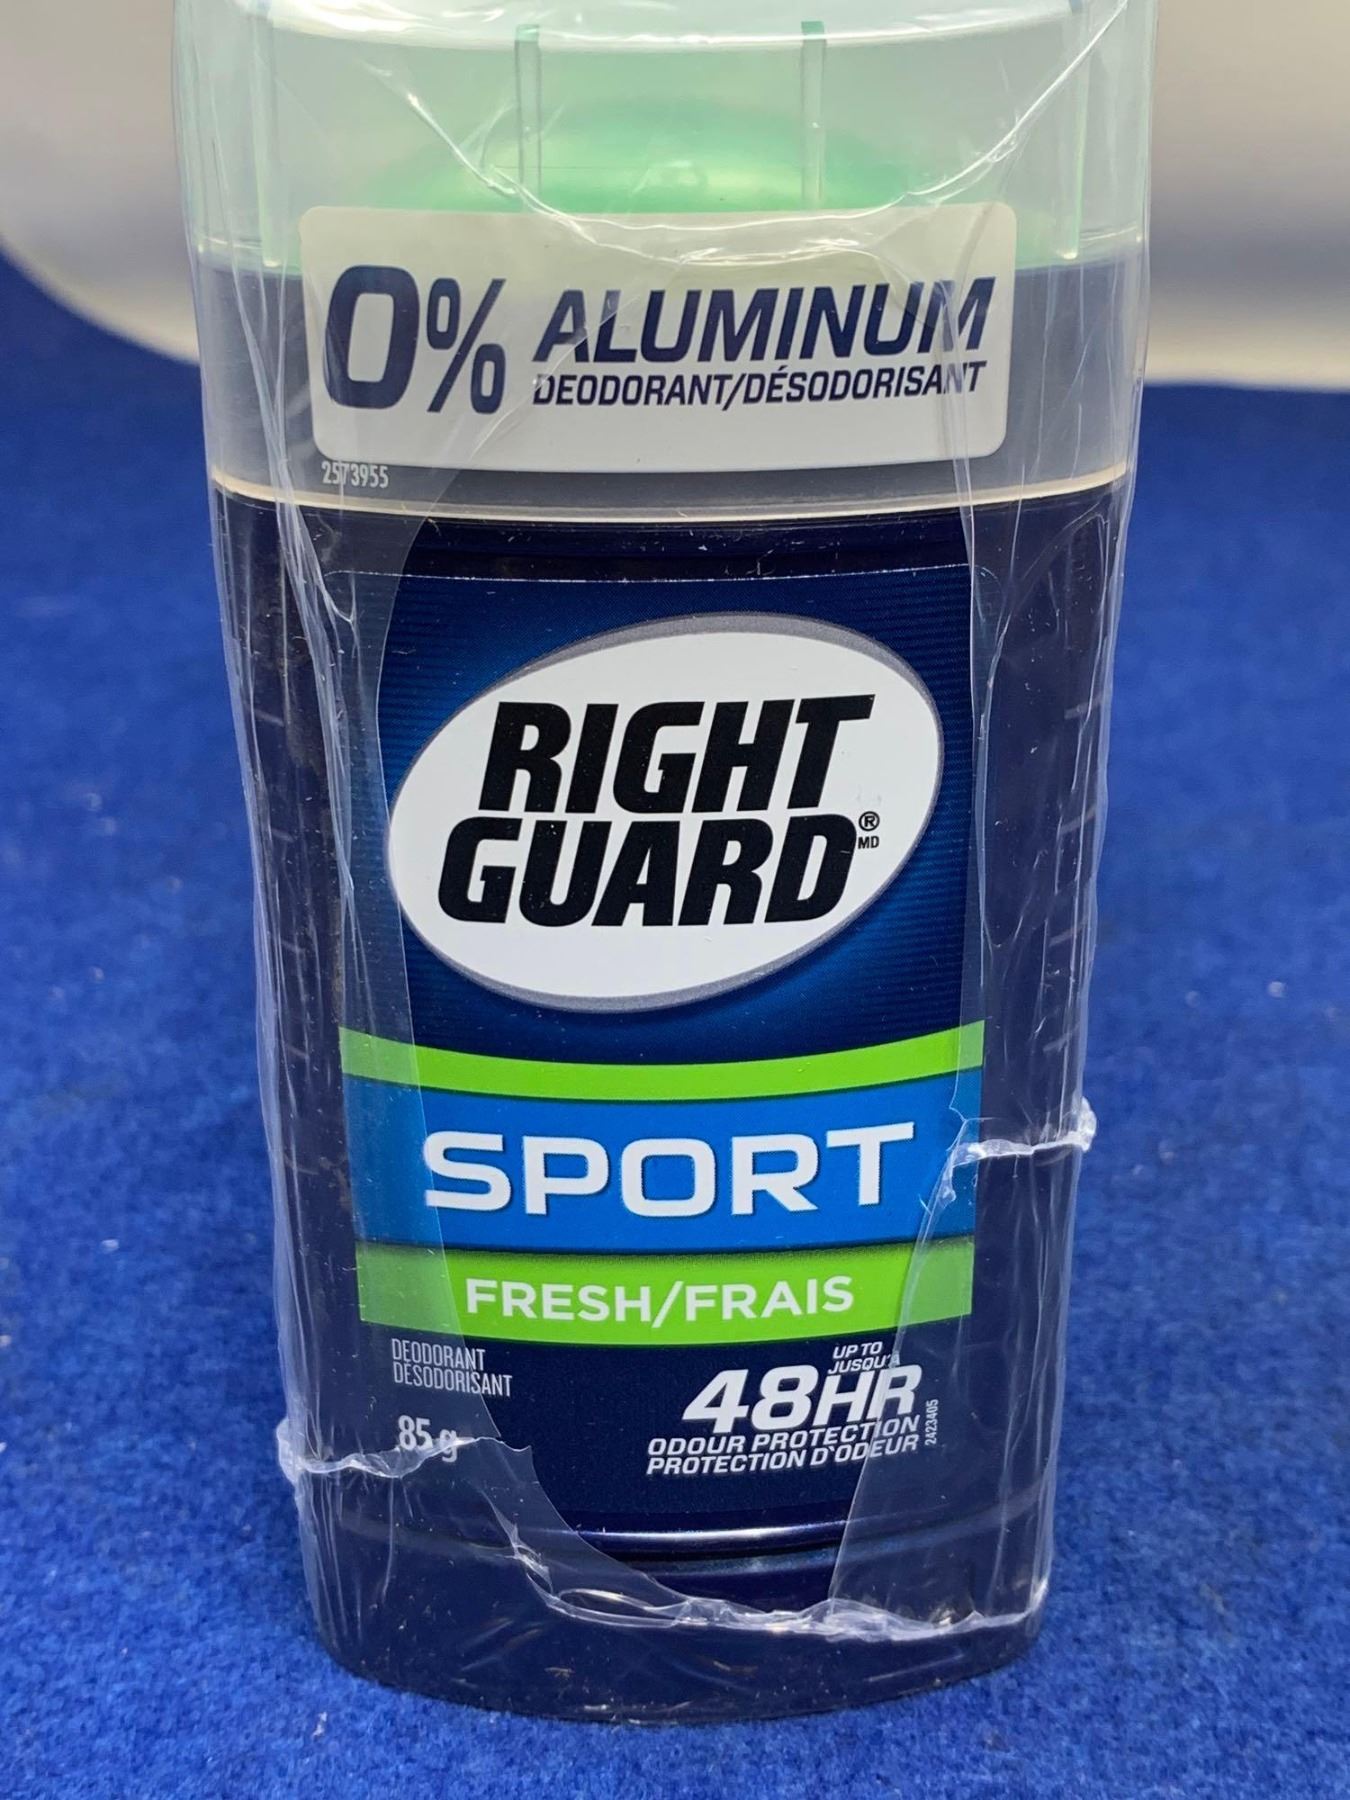 0% ALUMINUM
DEODORANT/DÉSODORISANT
2573955
RIGHT
GUARD®
MD
SPORT
FRESH/FRAIS
DEODORANT
DÉSODORISANT
85 g
UP TO
JUSQU'À
48HR
ODOUR PROTECTION
PROTECTION D'ODEUR
2423405